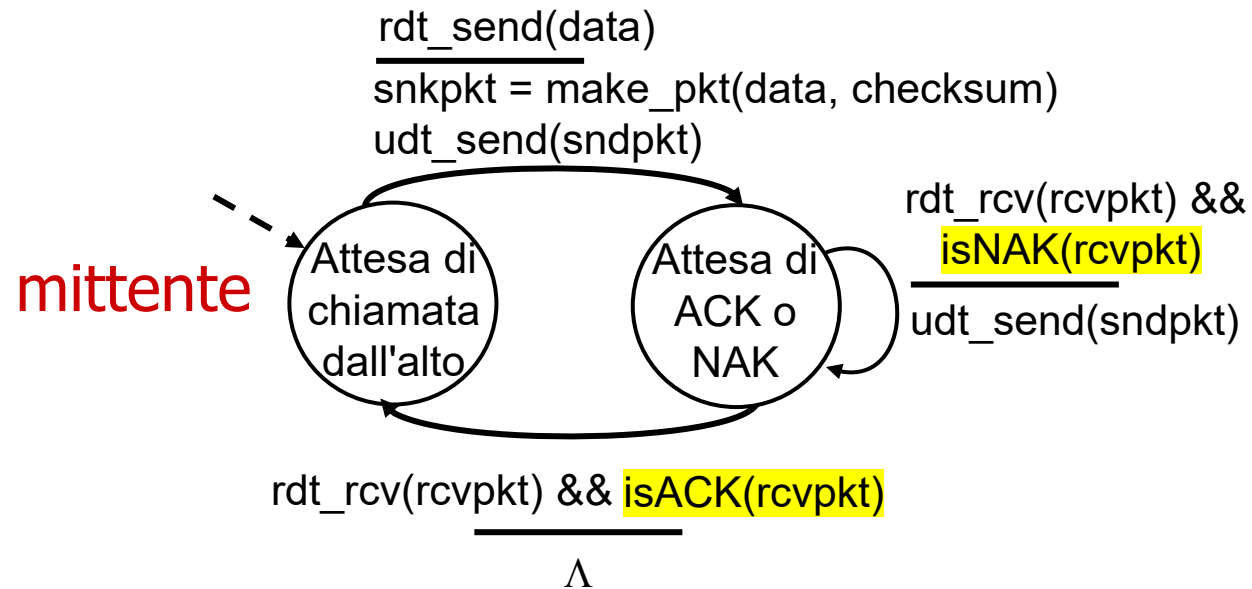 rdt_send(data)
snkpkt = make_pkt(data, checksum)
udt_send(sndpkt)
rdt_rcv(rcvpkt) &&
isNAK(rcvpkt)
udt_send(sndpkt)
mittente
Attesa di
chiamata
dall'alto
Attesa di
ACK o
NAK
rdt_rcv(rcvpkt) && isACK(rcvpkt)
Λ